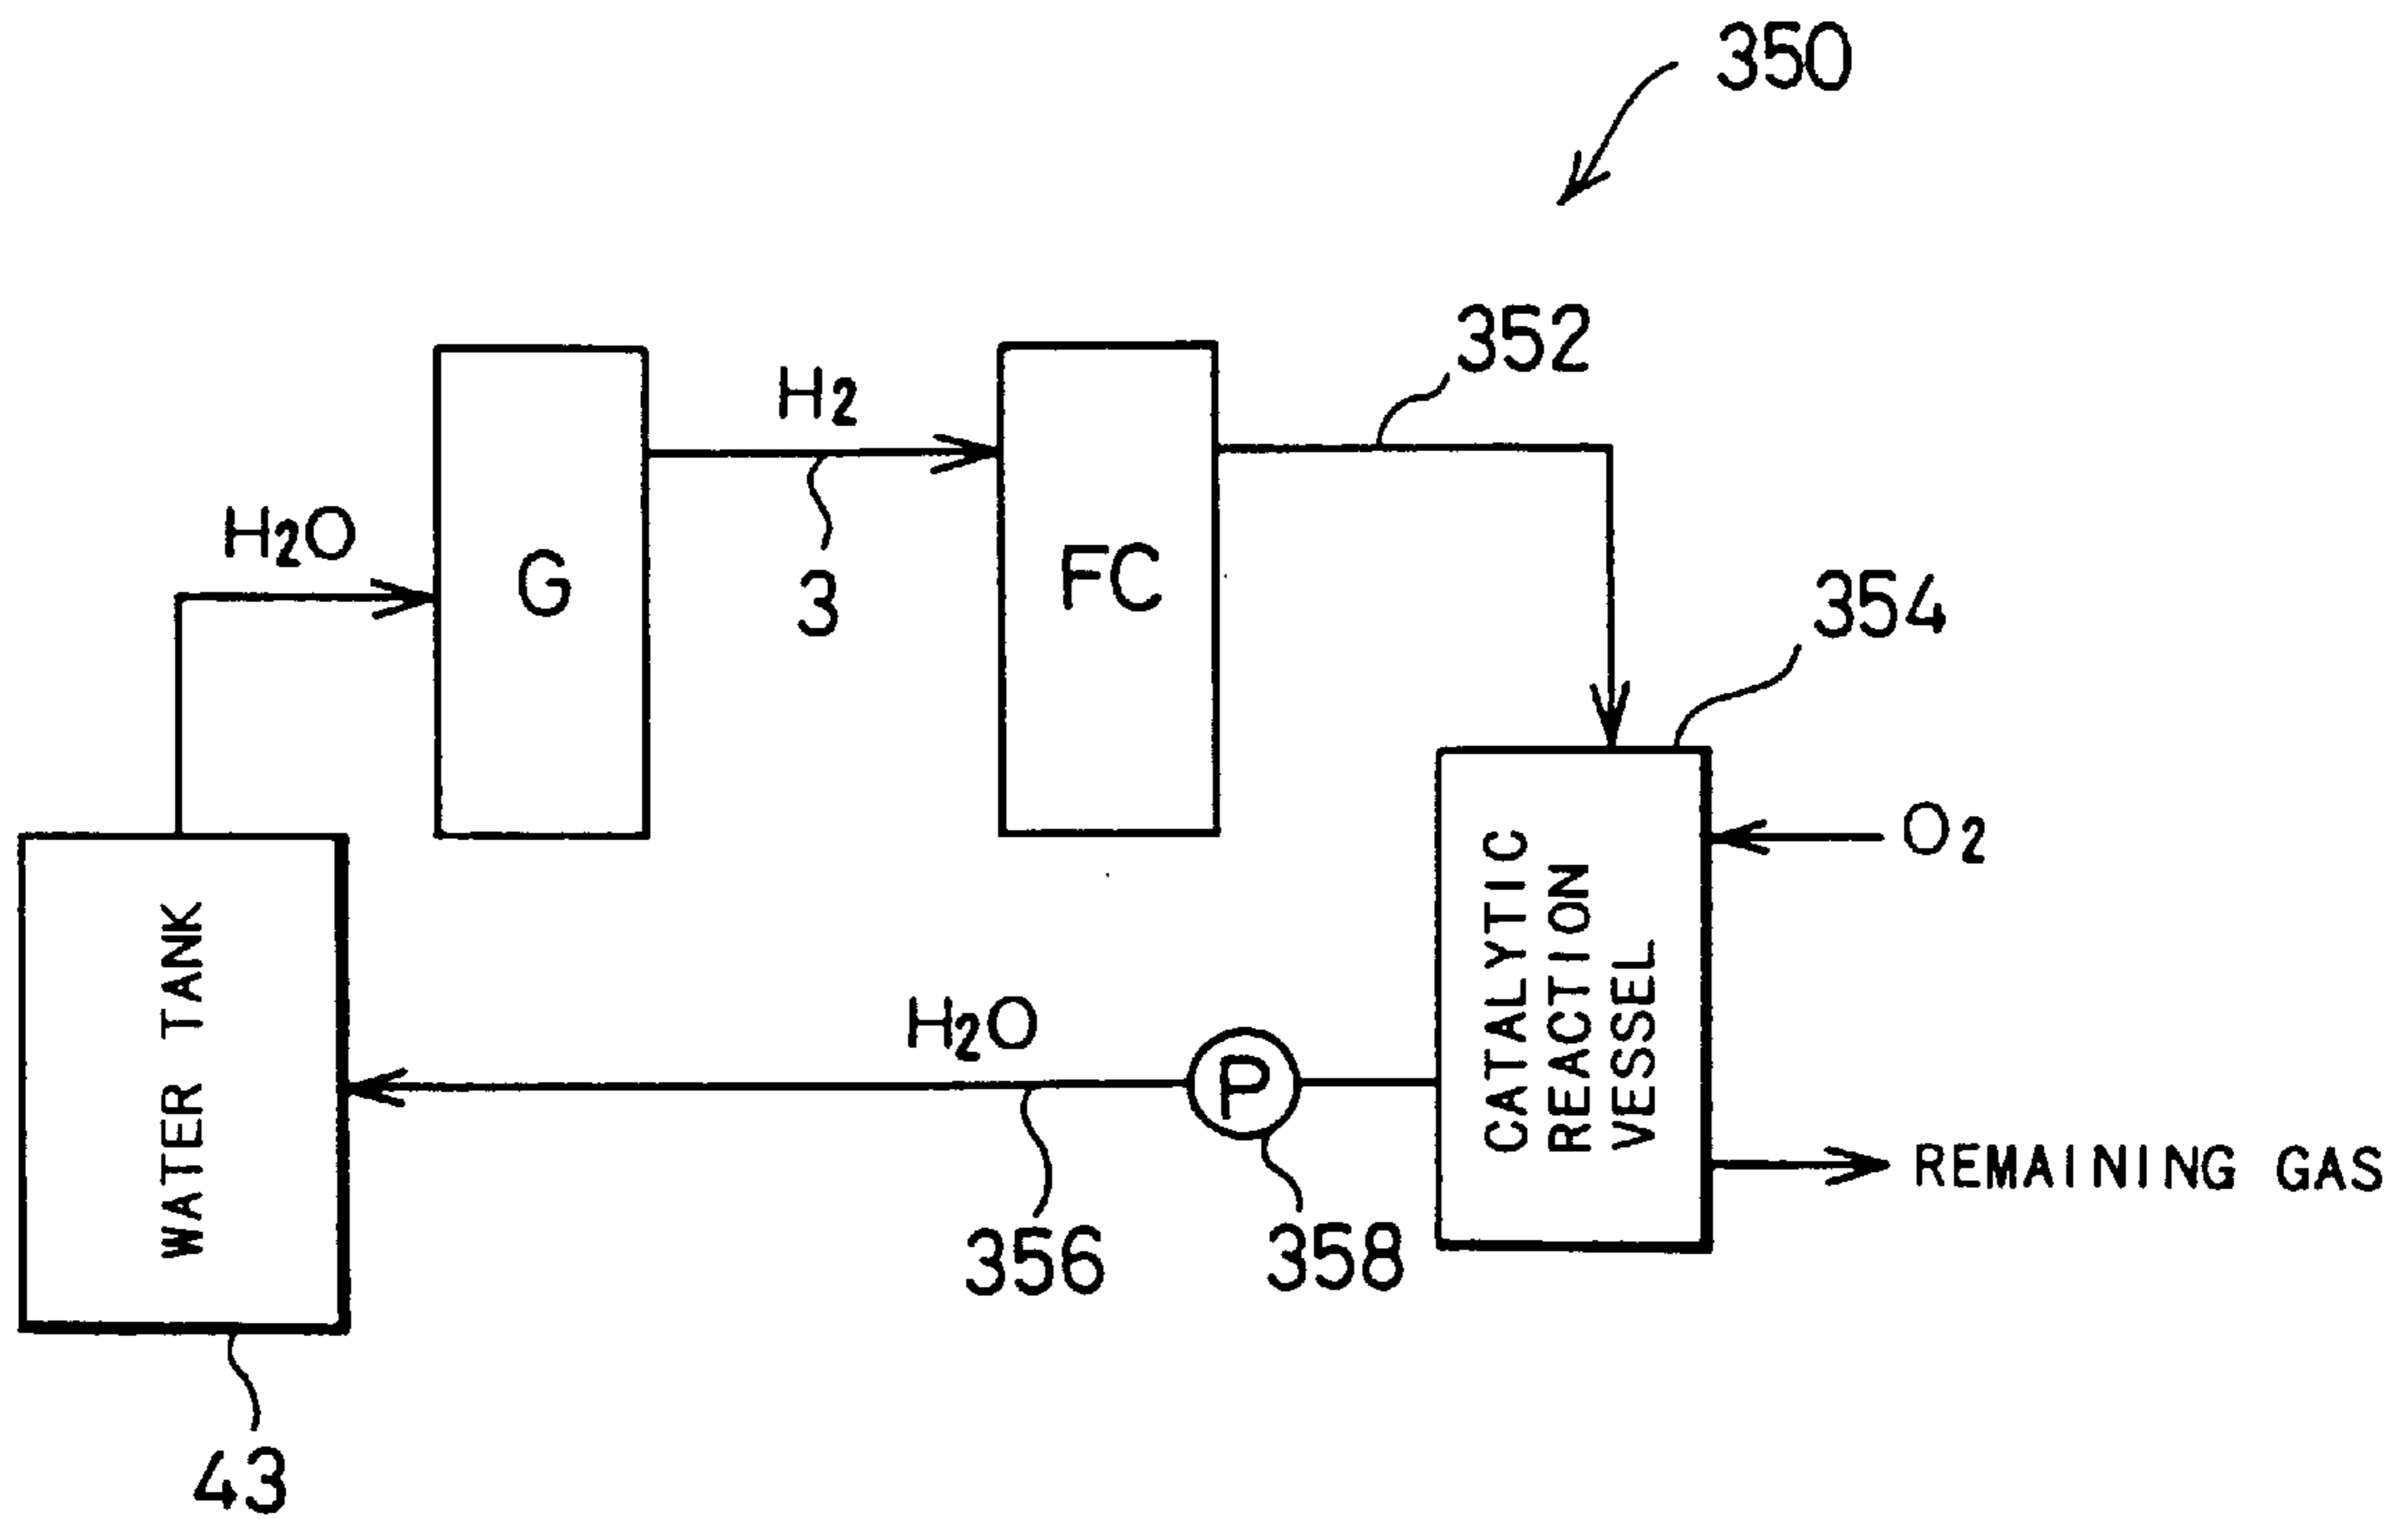 350
352
H2
H2O
G
3
FC
354
O2
CATALYTIC
REACTION
VESSEL
WATER TANK
H2O
P
REMAINING GAS
356
358
43